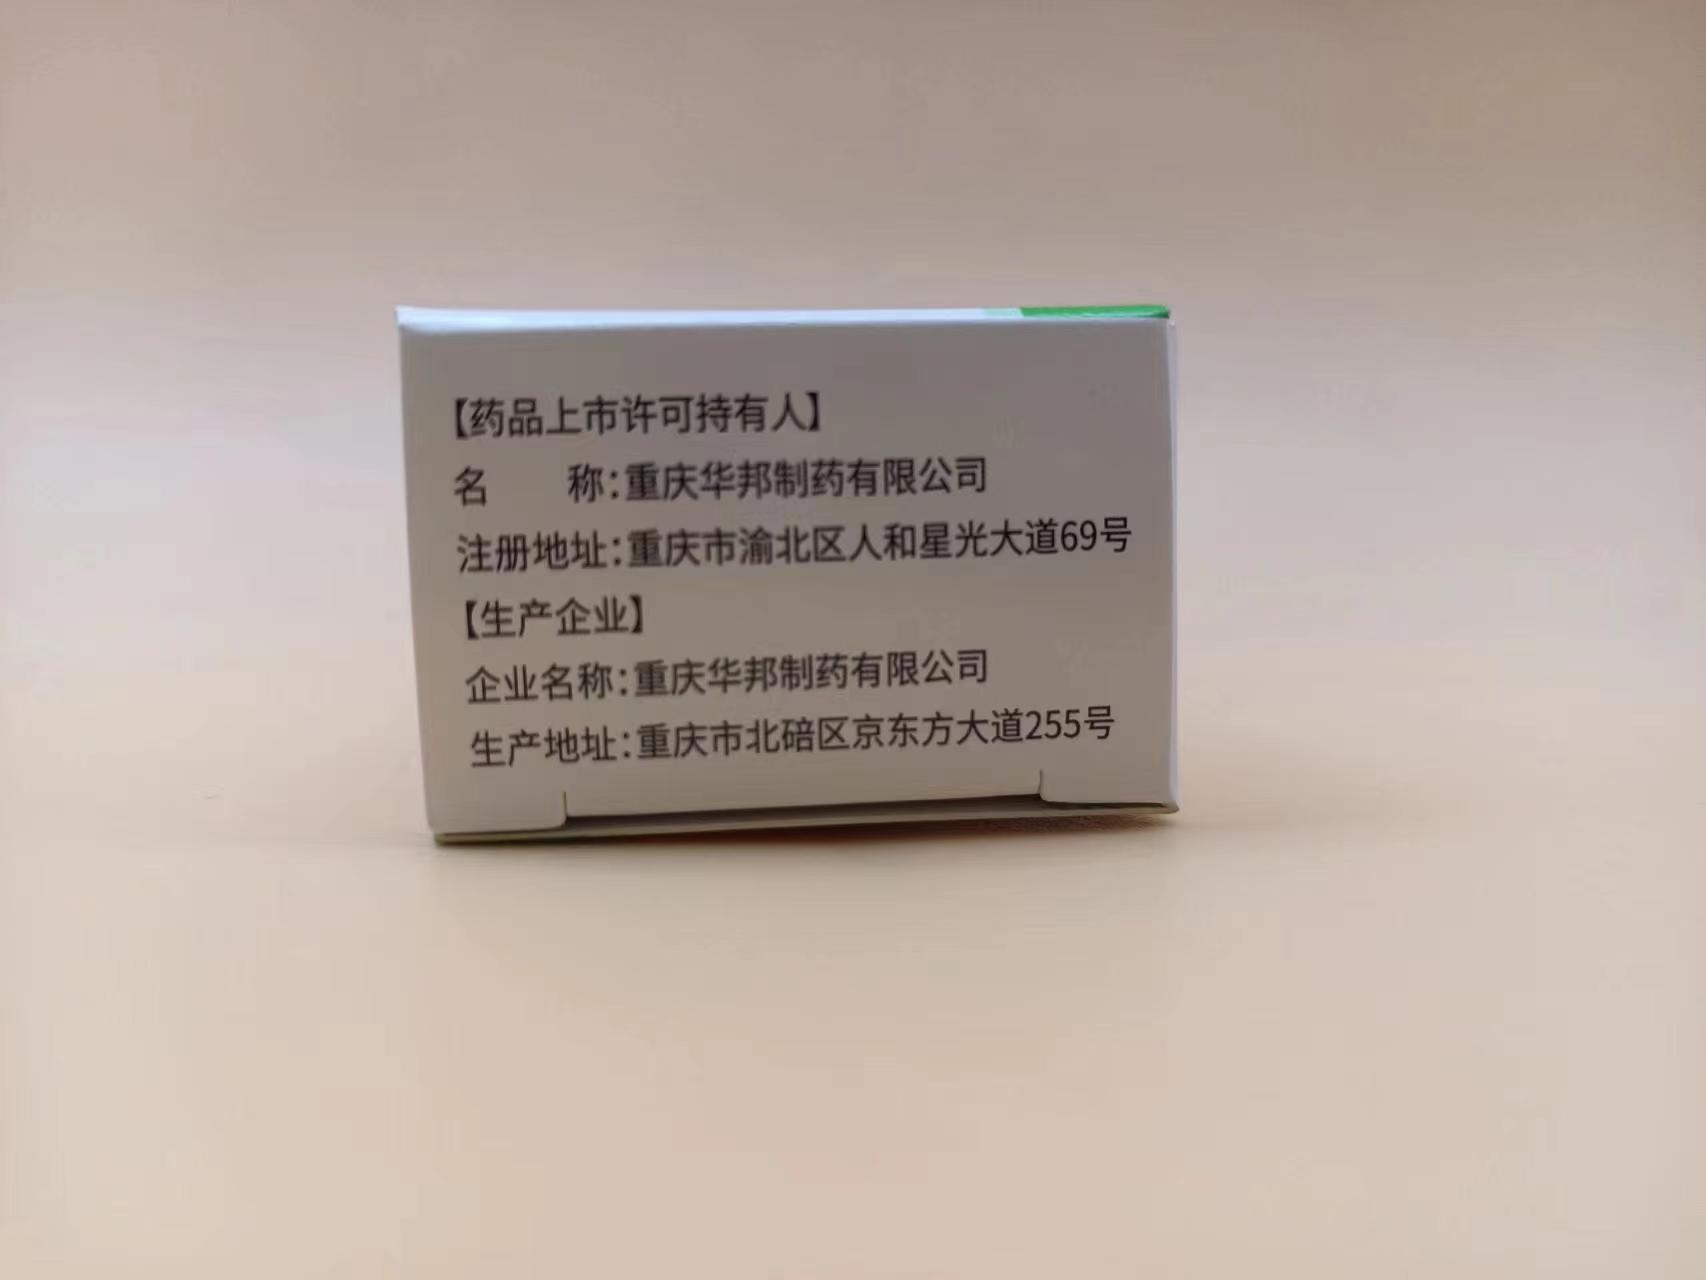 【药品上市许可持有人】
名　　称：重庆华邦制药有限公司
注册地址：重庆市渝北区人和星光大道69号
【生产企业】
企业名称：重庆华邦制药有限公司
生产地址：重庆市北碚区京东方大道255号